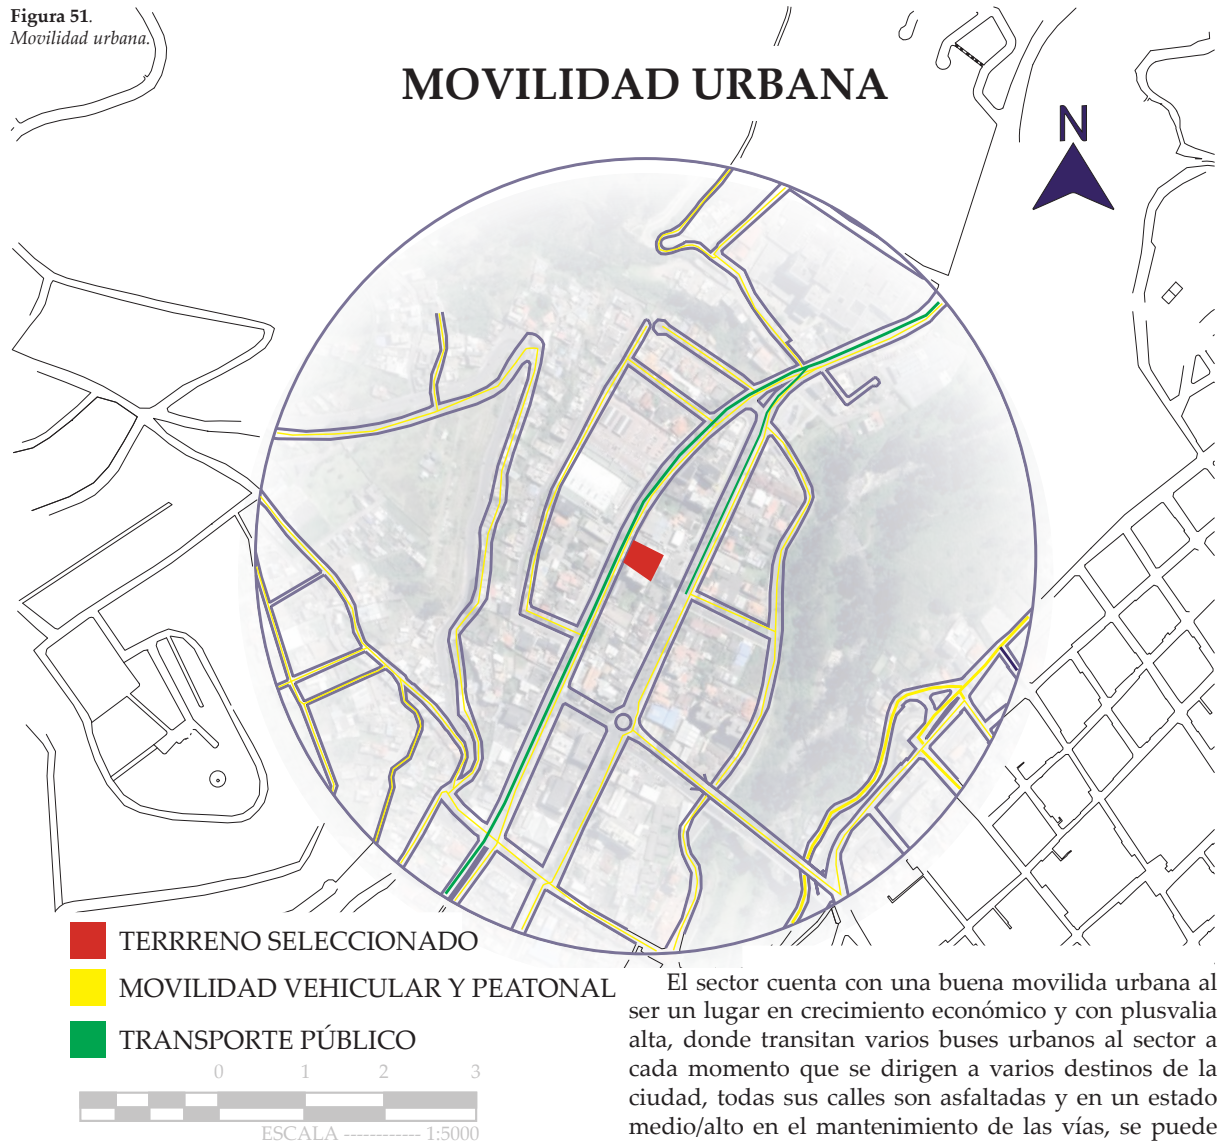 Figura 51.
Movilidad urbana.
MOVILIDAD URBANA
N
TERRRENO SELECCIONADO
MOVILIDAD VEHICULAR Y PEATONAL
TRANSPORTE PÚBLICO
0 1 2 3
ESCALA ------------ 1:5000
El sector cuenta con una buena movilida urbana al
ser un lugar en crecimiento económico y con plusvalia
alta, donde transitan varios buses urbanos al sector a
cada momento que se dirigen a varios destinos de la
ciudad, todas sus calles son asfaltadas y en un estado
medio/alto en el mantenimiento de las vías, se puede